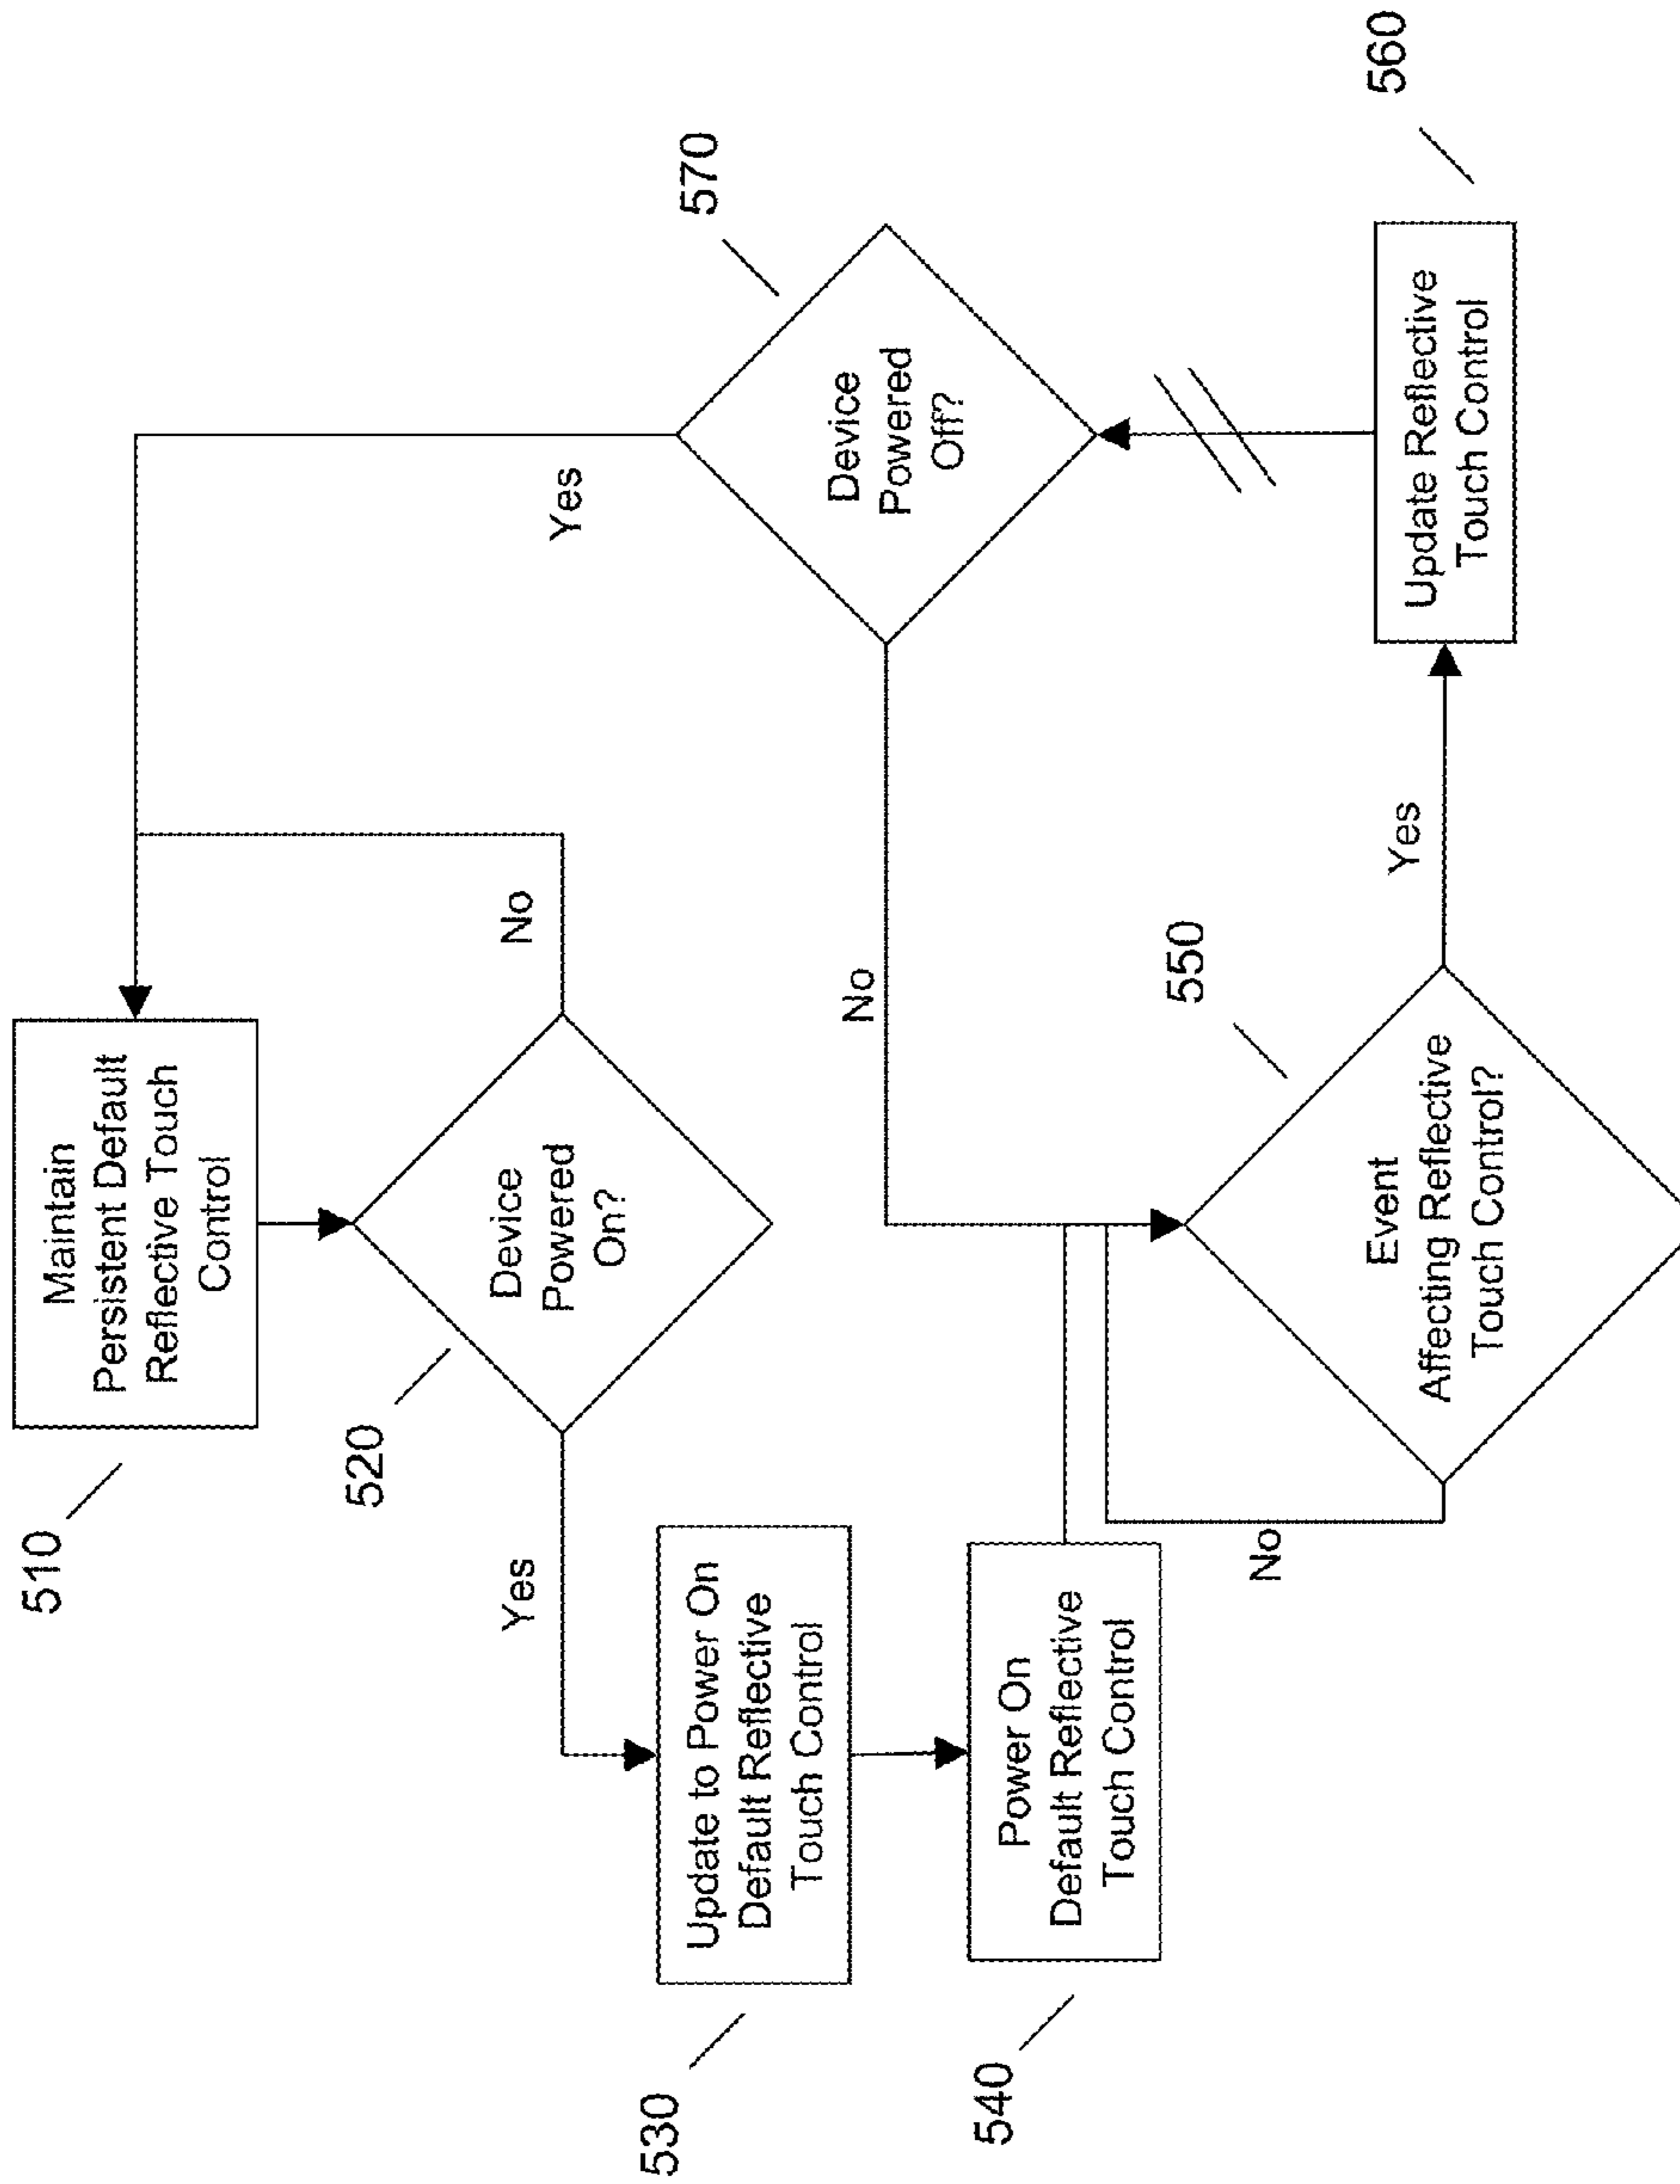 510
Maintain
Persistent Default
Reflective Touch
Control
520
Device
Powered
On?
No
Yes
530
Update to Power On
Default Reflective
Touch Control
540
Power On
Default Reflective
Touch Control
550
Event
Affecting Reflective
Touch Control?
No
Yes
560
Update Reflective
Touch Control
570
Device
Powered
Off?
No
Yes